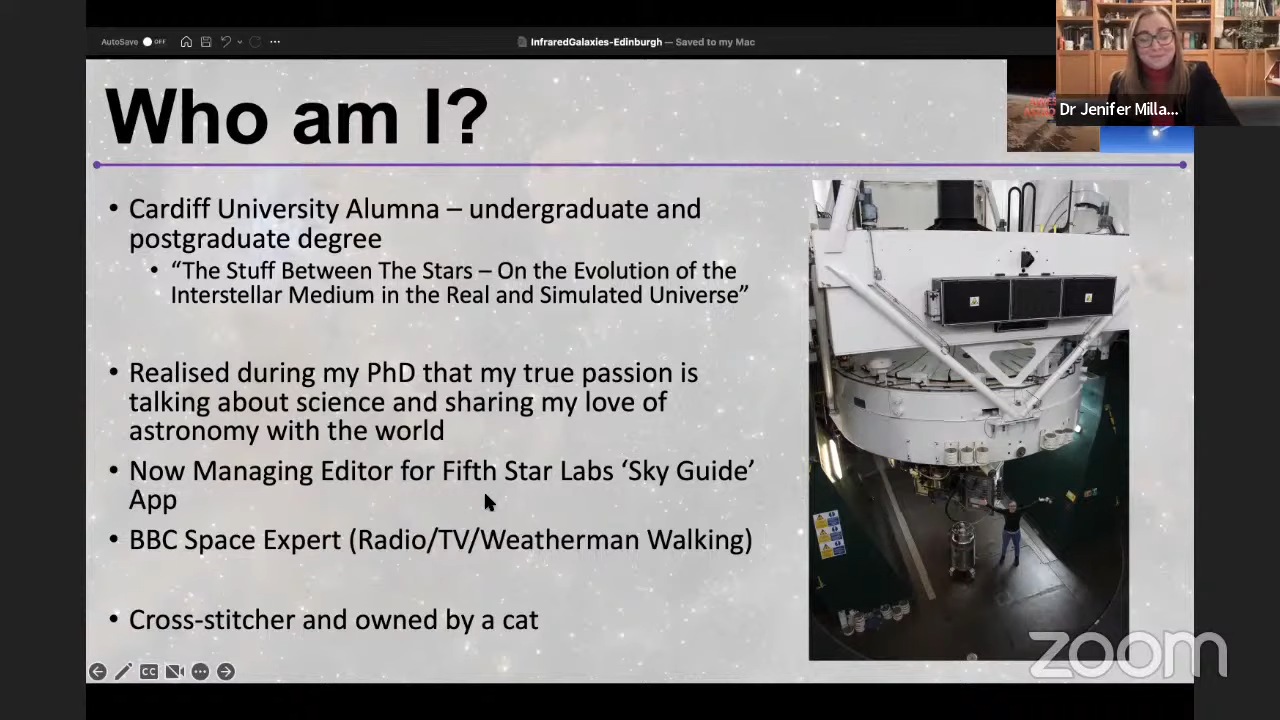 AutoSave OFF
InfraredGalaxies-Edinburgh — Saved to my Mac
Who am I?
Dr Jenifer Milla...
• Cardiff University Alumna – undergraduate and
postgraduate degree
• “The Stuff Between The Stars – On the Evolution of the
Interstellar Medium in the Real and Simulated Universe”
• Realised during my PhD that my true passion is
talking about science and sharing my love of
astronomy with the world
• Now Managing Editor for Fifth Star Labs ‘Sky Guide’
App
• BBC Space Expert (Radio/TV/Weatherman Walking)
• Cross-stitcher and owned by a cat
CC
zoom